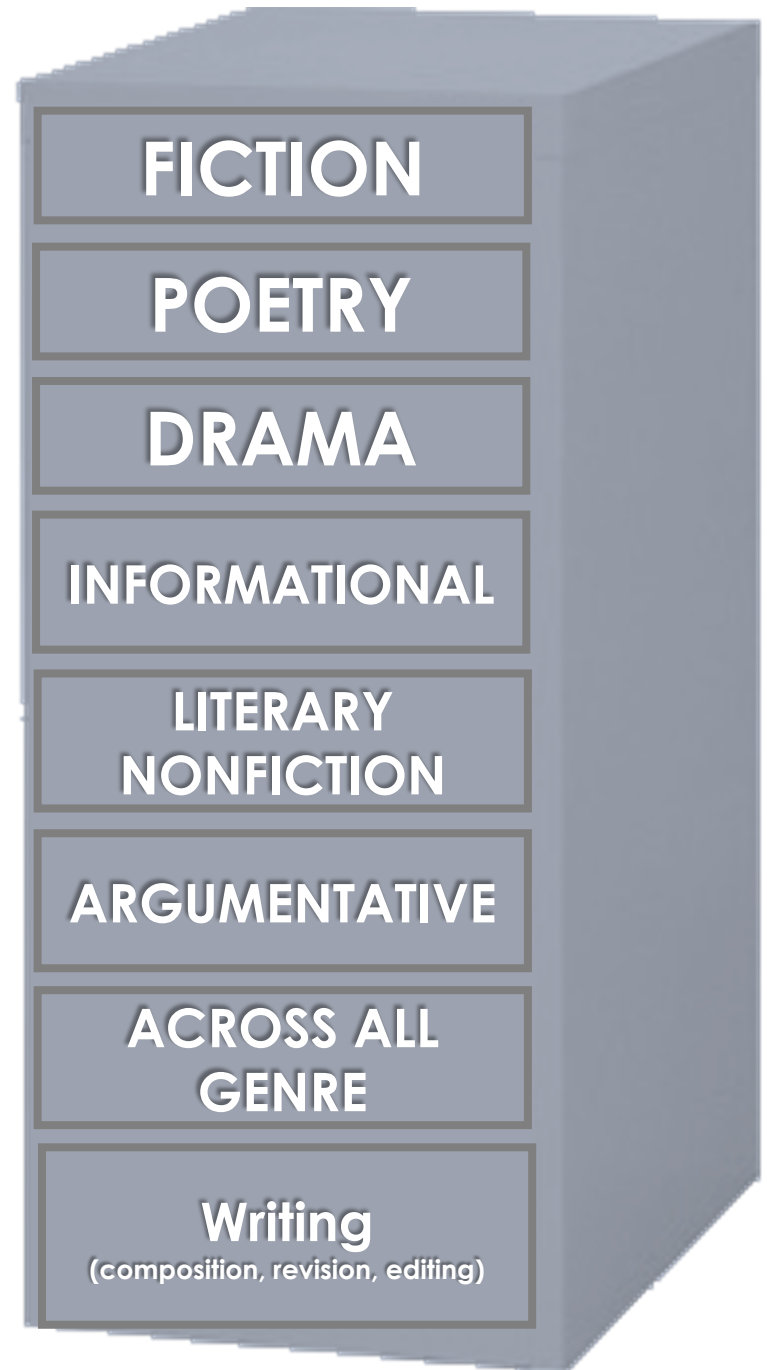 FICTION
POETRY
DRAMA
INFORMATIONAL
LITERARY
NONFICTION
ARGUMENTATIVE
ACROSS ALL
GENRE
Writing
(composition, revision, editing)